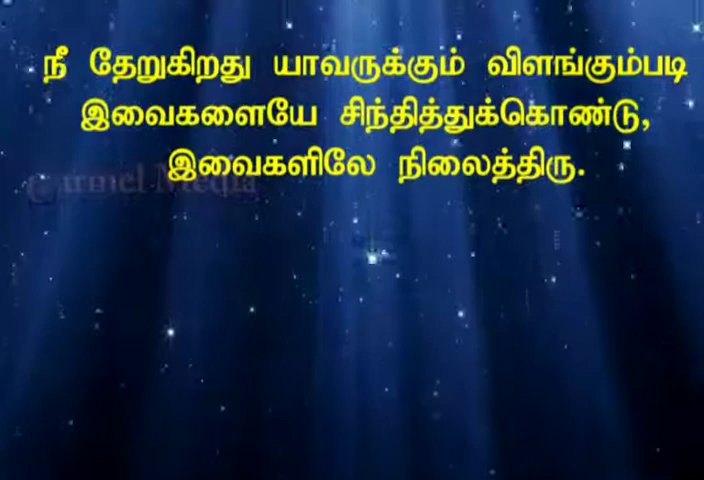 நீ தேறுகிறது யாவருக்கும் விளங்கும்படி
இவைகளையே சிந்தித்துக்கொண்டு,
இவைகளிலே நிலைத்திரு.
Carmel Media